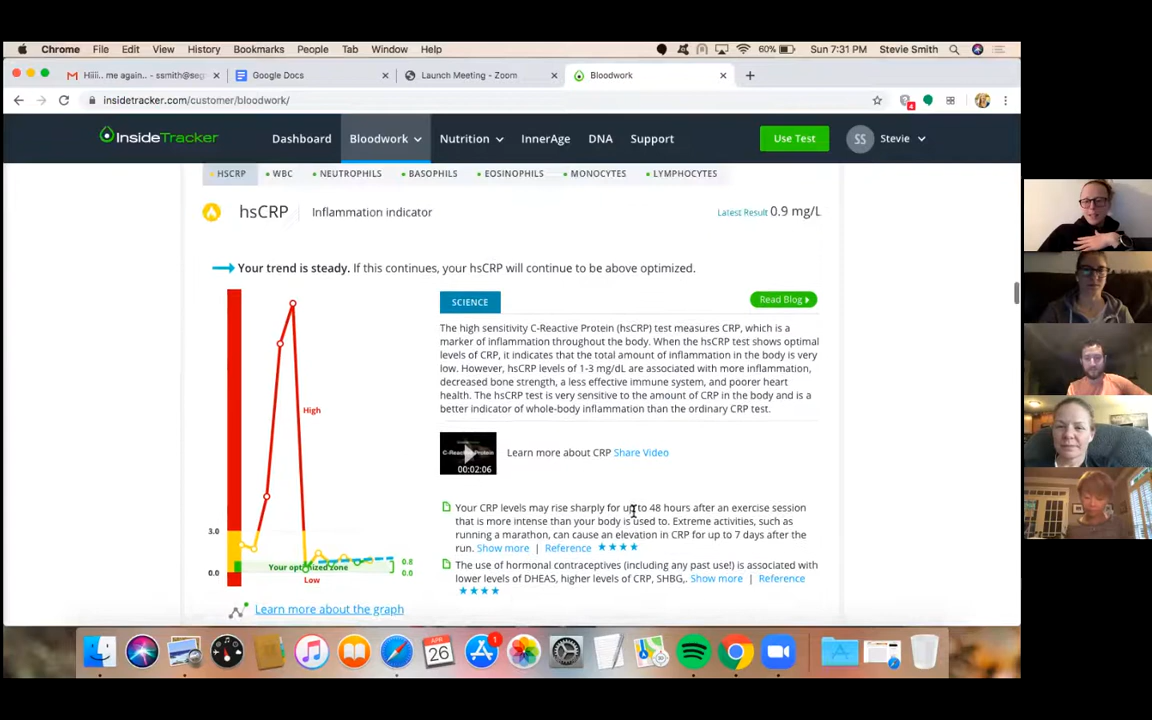 Chrome File Edit View History Bookmarks People Tab Window Help 60% Sun 7:31 PM Stevie Smith
Hiiii.. me again.. - ssmith@seg × Google Docs × Launch Meeting - Zoom × Bloodwork × +
insidetracker.com/customer/bloodwork/ 4
InsideTracker Dashboard Bloodwork Nutrition InnerAge DNA Support Use Test SS Stevie
HSCRP WBC NEUTROPHILS BASOPHILS EOSINOPHILS MONOCYTES LYMPHOCYTES
hsCRP Inflammation indicator Latest Result 0.9 mg/L
Your trend is steady. If this continues, your hsCRP will continue to be above optimized.
SCIENCE Read Blog
The high sensitivity C-Reactive Protein (hsCRP) test measures CRP, which is a
marker of inflammation throughout the body. When the hsCRP test shows optimal
levels of CRP, it indicates that the total amount of inflammation in the body is very
low. However, hsCRP levels of 1-3 mg/dL are associated with more inflammation,
decreased bone strength, a less effective immune system, and poorer heart
health. The hsCRP test is very sensitive to the amount of CRP in the body and is a
better indicator of whole-body inflammation than the ordinary CRP test.
High
C-Reactive Protein
00:02:06
Learn more about CRP Share Video
Your CRP levels may rise sharply for up to 48 hours after an exercise session
that is more intense than your body is used to. Extreme activities, such as
running a marathon, can cause an elevation in CRP for up to 7 days after the
run. Show more | Reference
The use of hormonal contraceptives (including any past use!) is associated with
lower levels of DHEAS, higher levels of CRP, SHBG,. Show more | Reference
3.0
0.0
Your optimized zone
0.8
0.0
Low
Learn more about the graph
APR
26
1